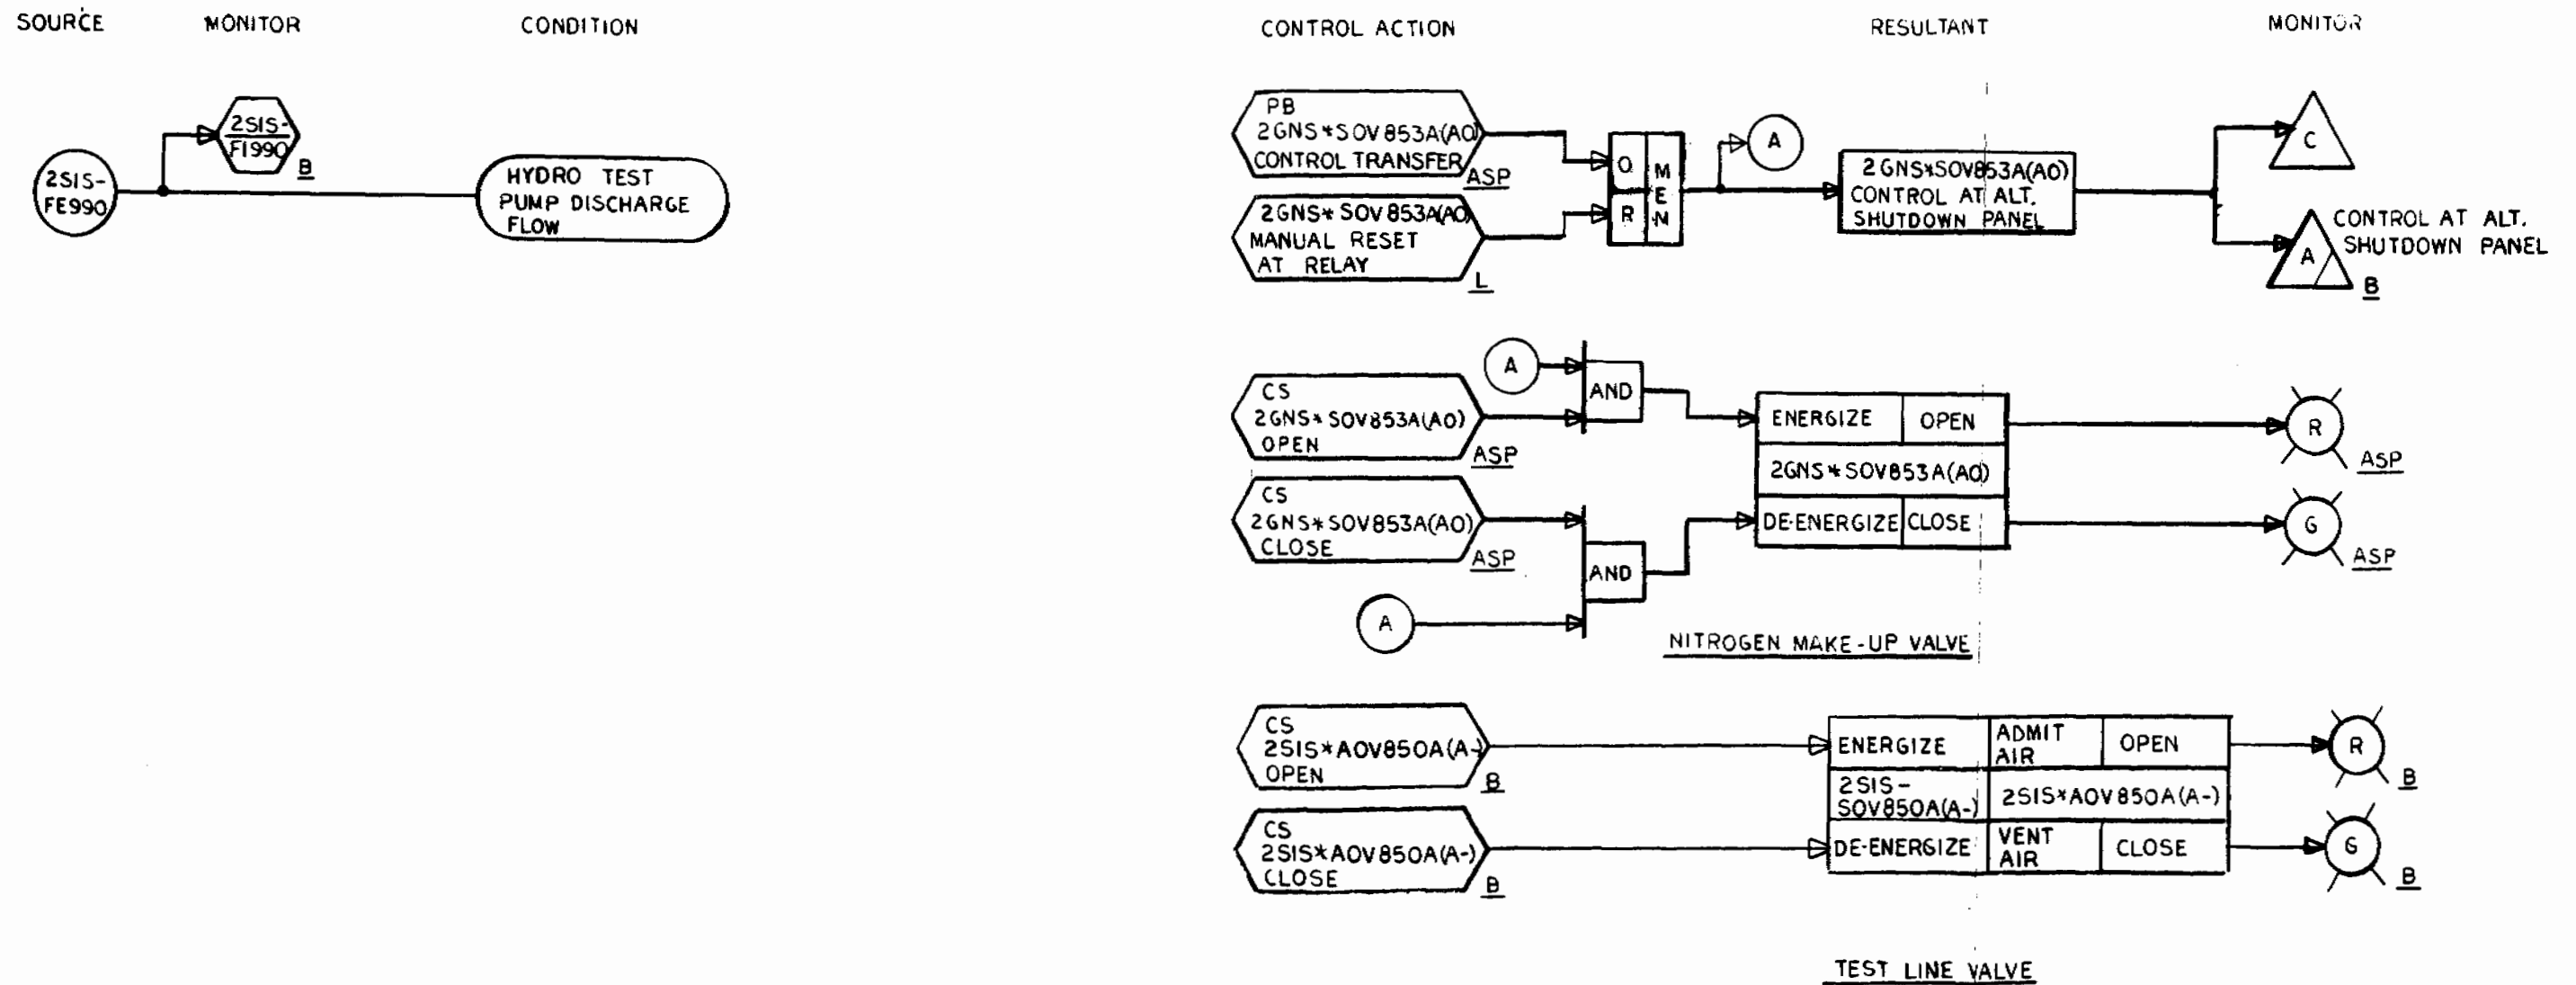 SOURCE
MONITOR
CONDITION
CONTROL ACTION
RESULTANT
MONITOR
2SIS-
FE990
2SIS-
FI990
B
HYDRO TEST
PUMP DISCHARGE
FLOW
PB
2GNS*SOV853A(AO)
CONTROL TRANSFER
ASP
2GNS*SOV853A(AO)
MANUAL RESET
AT RELAY
L
O
R
MEN
A
2GNS*SOV853A(AO)
CONTROL AT ALT.
SHUTDOWN PANEL
C
A
B
CONTROL AT ALT.
SHUTDOWN PANEL
A
CS
2GNS*SOV853A(AO)
OPEN
ASP
AND
CS
2GNS*SOV853A(AO)
CLOSE
ASP
AND
A
ENERGIZE
OPEN
2GNS*SOV853A(AO)
DE-ENERGIZE
CLOSE
R
ASP
G
ASP
NITROGEN MAKE-UP VALVE
CS
2SIS*AOV850A(A-)
OPEN
B
CS
2SIS*AOV850A(A-)
CLOSE
B
ENERGIZE
ADMIT
AIR
OPEN
2SIS-
SOV850A(A-)
2SIS*AOV850A(A-)
DE-ENERGIZE
VENT
AIR
CLOSE
R
B
G
B
TEST LINE VALVE